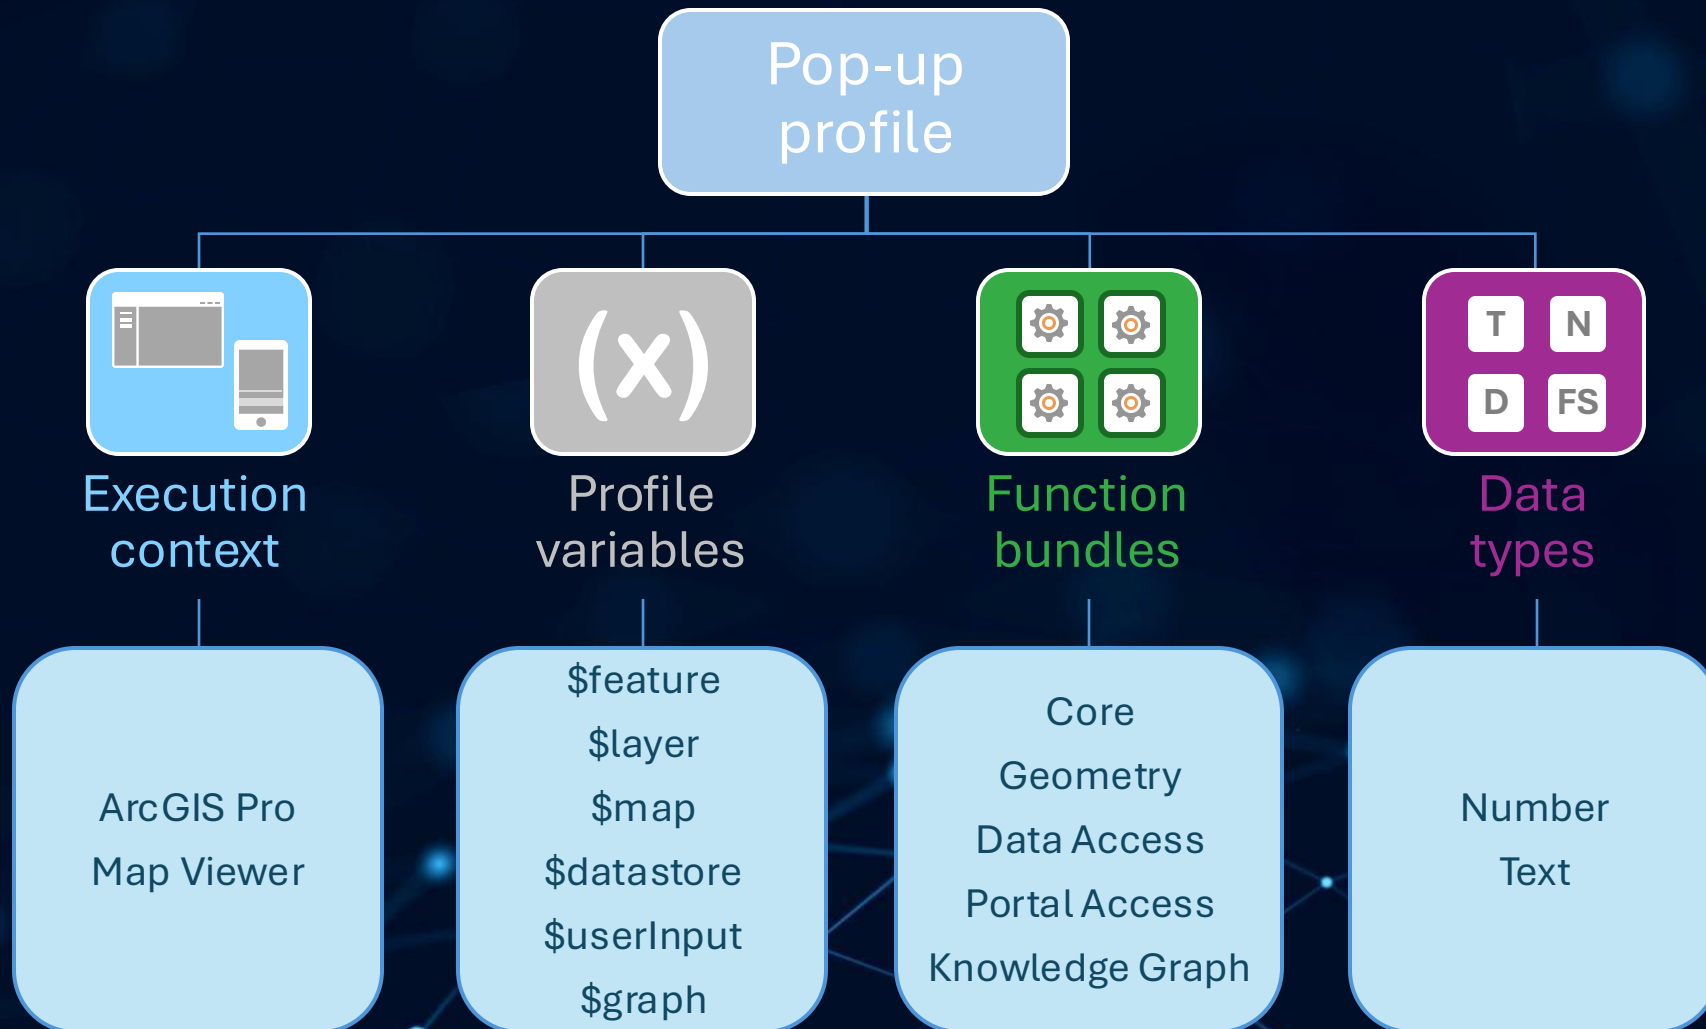 Pop-up
profile
(x)
T N
D FS
Execution
context
Profile
variables
Function
bundles
Data
types
ArcGIS Pro
Map Viewer
$feature
$layer
$map
$datastore
$userInput
$graph
Core
Geometry
Data Access
Portal Access
Knowledge Graph
Number
Text